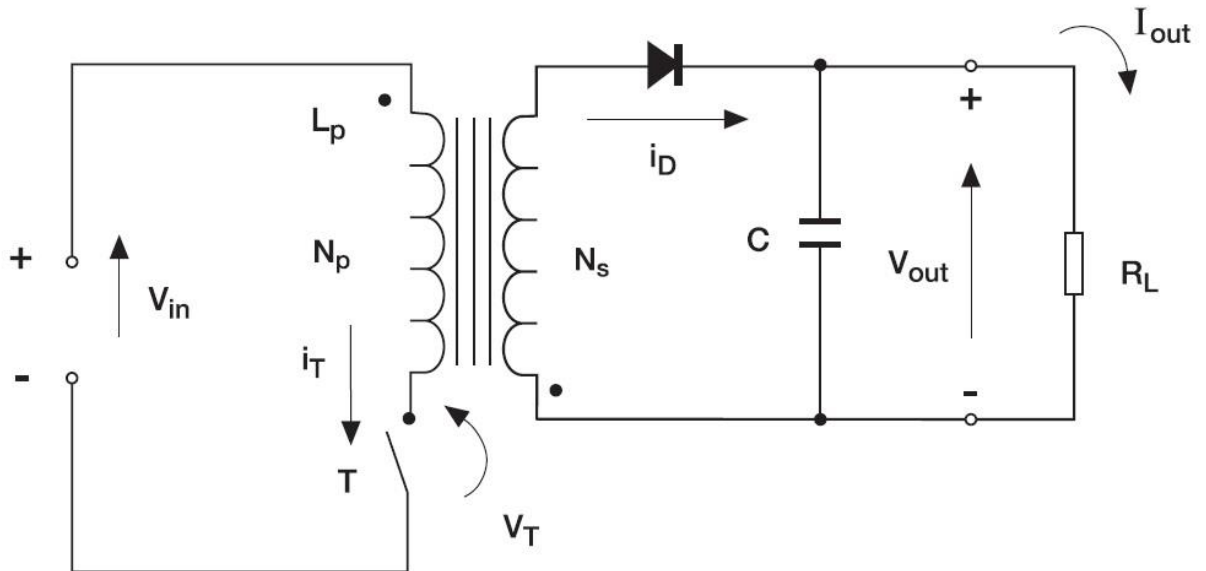 I_out
L_p
+
i_D
+
N_p
N_s
C
V_out
R_L
V_in
-
i_T
-
T
V_T